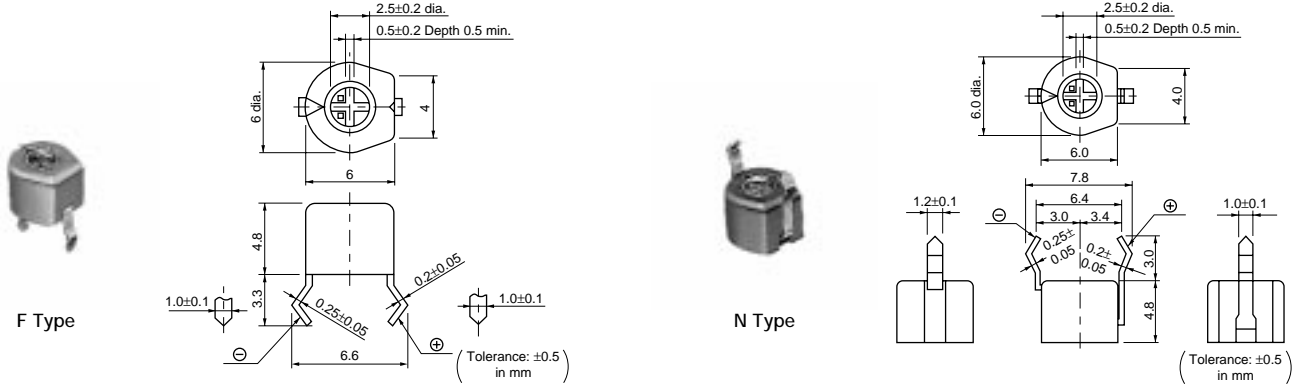 2.5±0.2 dia.
0.5±0.2 Depth 0.5 min.
6 dia.
4
6
4.8
3.3
1.0±0.1
0.25±0.05
0.2±0.05
1.0±0.1
⊖
⊕
6.6
(Tolerance: ±0.5
in mm)
F Type
2.5±0.2 dia.
0.5±0.2 Depth 0.5 min.
6.0 dia.
4.0
6.0
7.8
6.4
3.0
3.4
1.2±0.1
⊖
⊕
1.0±0.1
0.25±
0.05
0.2±
0.05
3.0
4.8
(Tolerance: ±0.5
in mm)
N Type